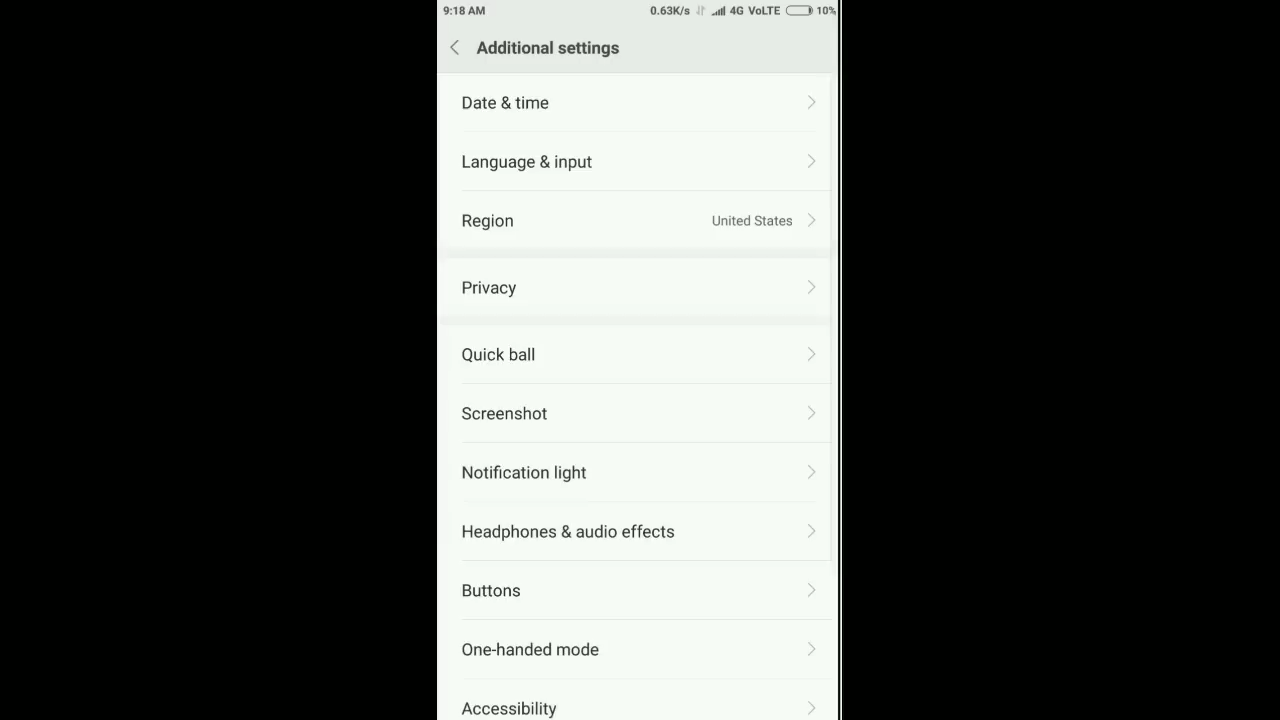 9:18 AM 0.63K/s 4G VoLTE 10%
Additional settings
Date & time
Language & input
Region United States
Privacy
Quick ball
Screenshot
Notification light
Headphones & audio effects
Buttons
One-handed mode
Accessibility